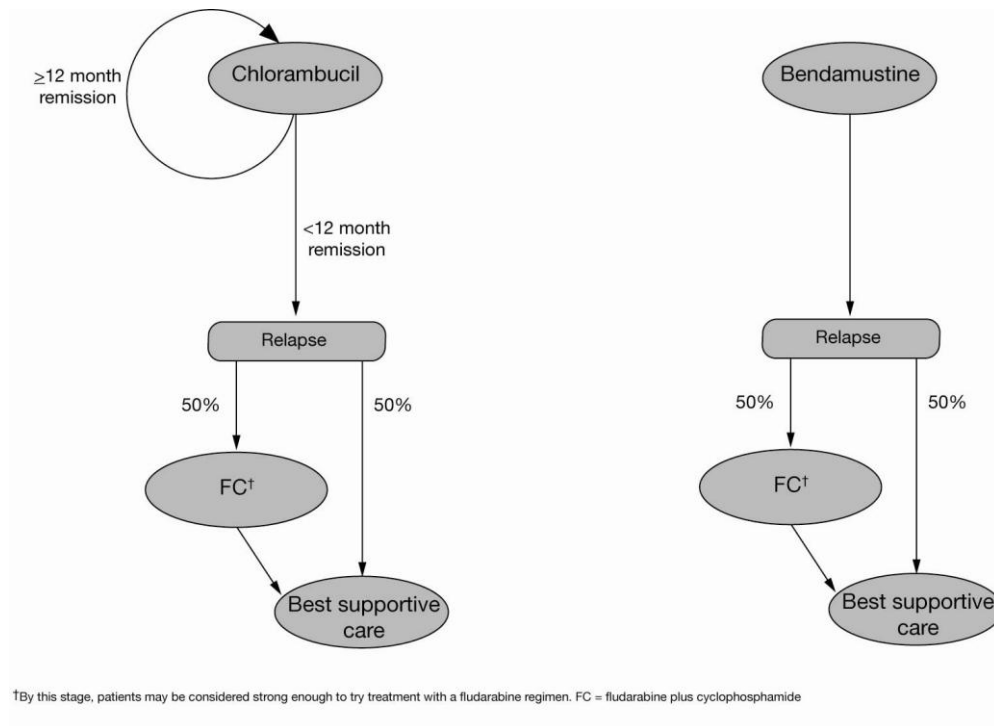 Chlorambucil
≥12 month
remission
<12 month
remission
Relapse
50%
50%
FC†
Best supportive
care
Bendamustine
Relapse
50%
50%
FC†
Best supportive
care
†By this stage, patients may be considered strong enough to try treatment with a fludarabine regimen. FC = fludarabine plus cyclophosphamide